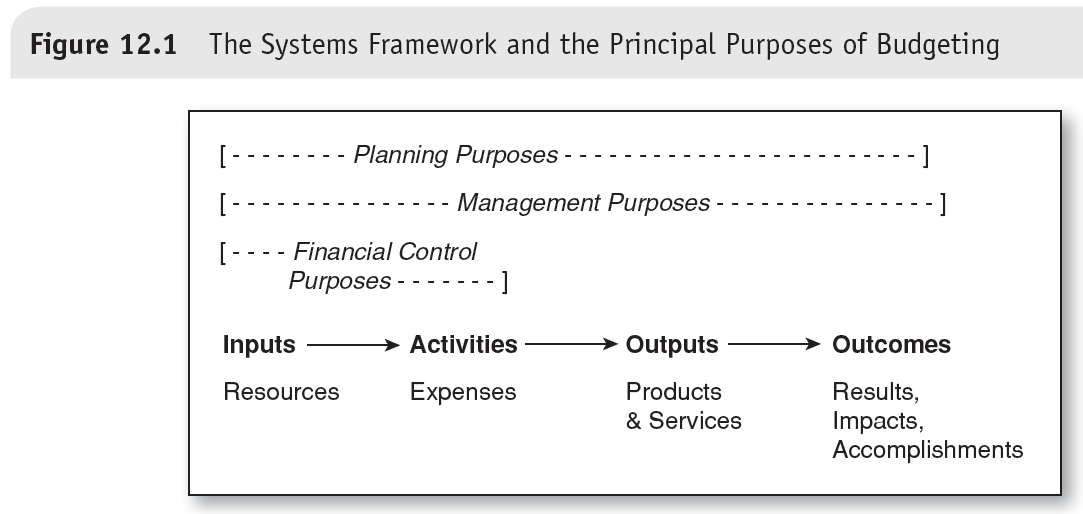 Figure 12.1 The Systems Framework and the Principal Purposes of Budgeting
[ - - - - - - - - Planning Purposes - - - - - - - - - - - - - - - - - - - - - - - - ]
[ - - - - - - - - - - - - - - - Management Purposes - - - - - - - - - - - - - - - ]
[ - - - - Financial Control
Purposes - - - - - - - ]
Inputs → Activities → Outputs → Outcomes
Resources Expenses Products Results,
& Services Impacts,
Accomplishments